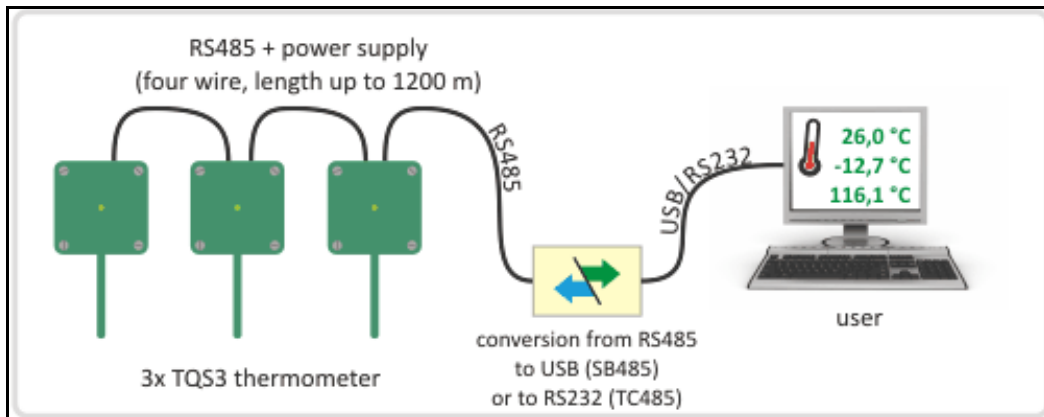 RS485 + power supply
(four wire, length up to 1200 m)
RS485
USB/RS232
26,0 °C
-12,7 °C
116,1 °C
3x TQS3 thermometer
conversion from RS485
to USB (SB485)
or to RS232 (TC485)
user